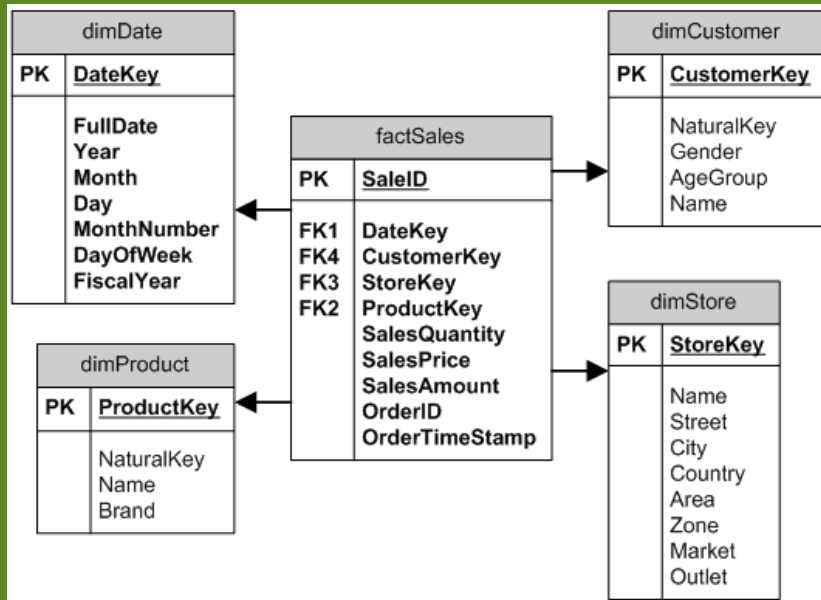 dimDate
PK DateKey
FullDate
Year
Month
Day
MonthNumber
DayOfWeek
FiscalYear
dimProduct
PK ProductKey
NaturalKey
Name
Brand
factSales
PK SaleID
FK1 DateKey
FK4 CustomerKey
FK3 StoreKey
FK2 ProductKey
SalesQuantity
SalesPrice
SalesAmount
OrderID
OrderTimeStamp
dimCustomer
PK CustomerKey
NaturalKey
Gender
AgeGroup
Name
dimStore
PK StoreKey
Name
Street
City
Country
Area
Zone
Market
Outlet